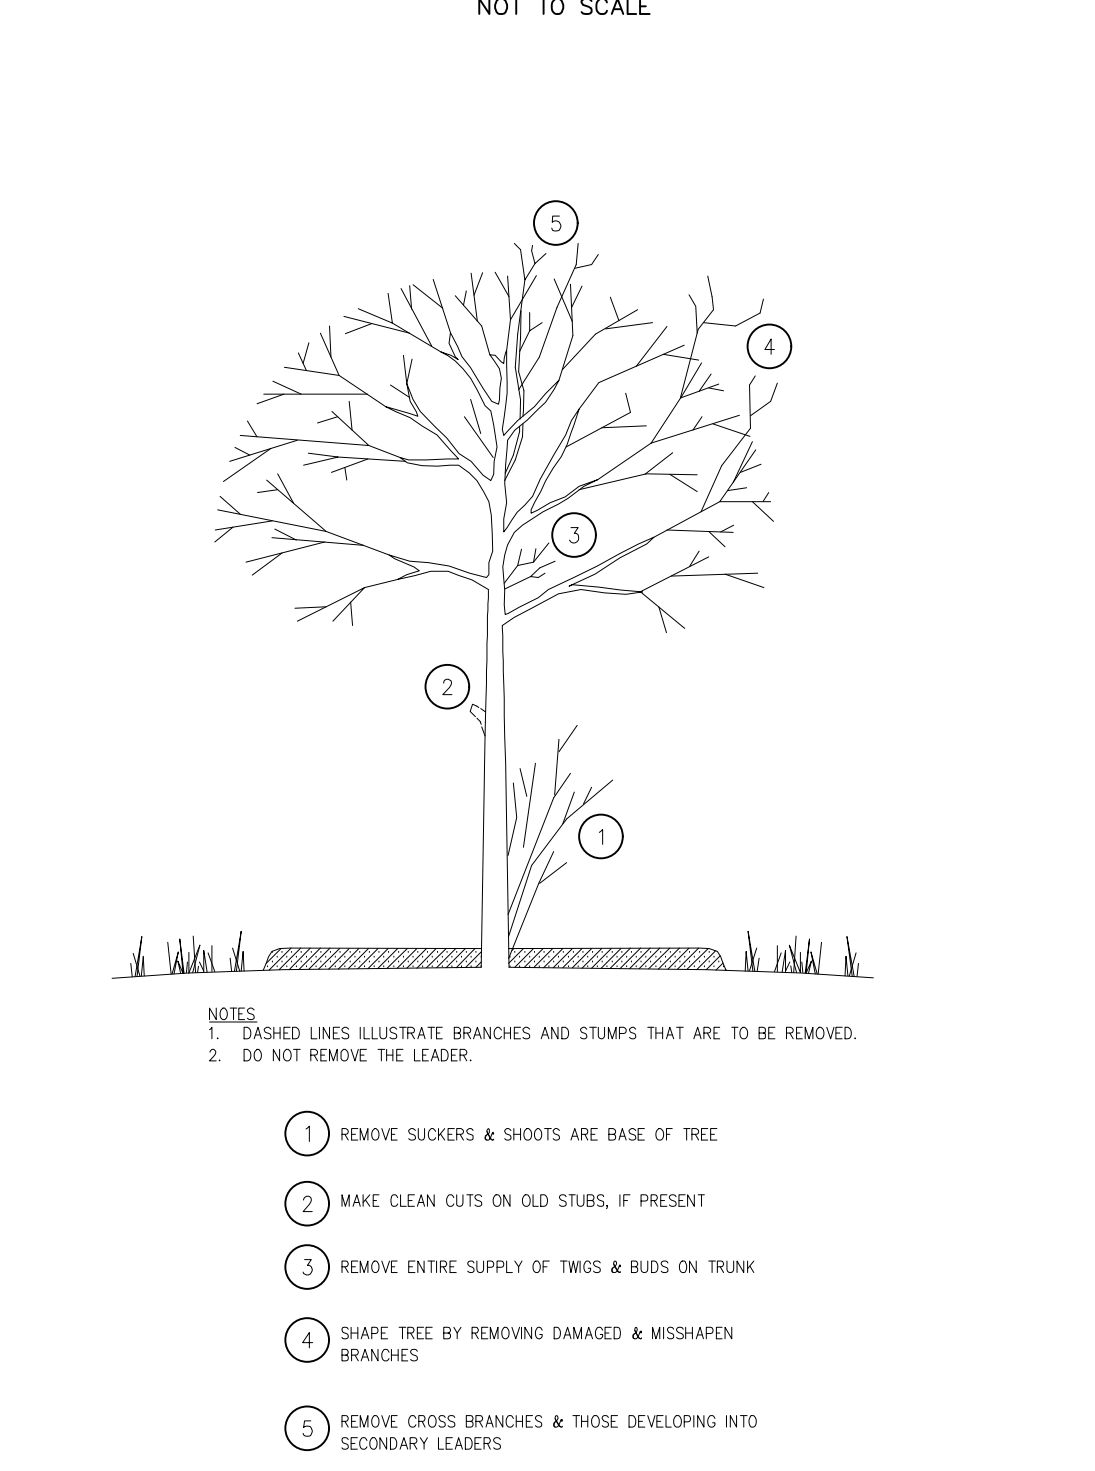 NOT TO SCALE
5
4
3
2
1
NOTES
1. DASHED LINES ILLUSTRATE BRANCHES AND STUMPS THAT ARE TO BE REMOVED.
2. DO NOT REMOVE THE LEADER.
1 REMOVE SUCKERS & SHOOTS ARE BASE OF TREE
2 MAKE CLEAN CUTS ON OLD STUBS, IF PRESENT
3 REMOVE ENTIRE SUPPLY OF TWIGS & BUDS ON TRUNK
4 SHAPE TREE BY REMOVING DAMAGED & MISSHAPEN
BRANCHES
5 REMOVE CROSS BRANCHES & THOSE DEVELOPING INTO
SECONDARY LEADERS